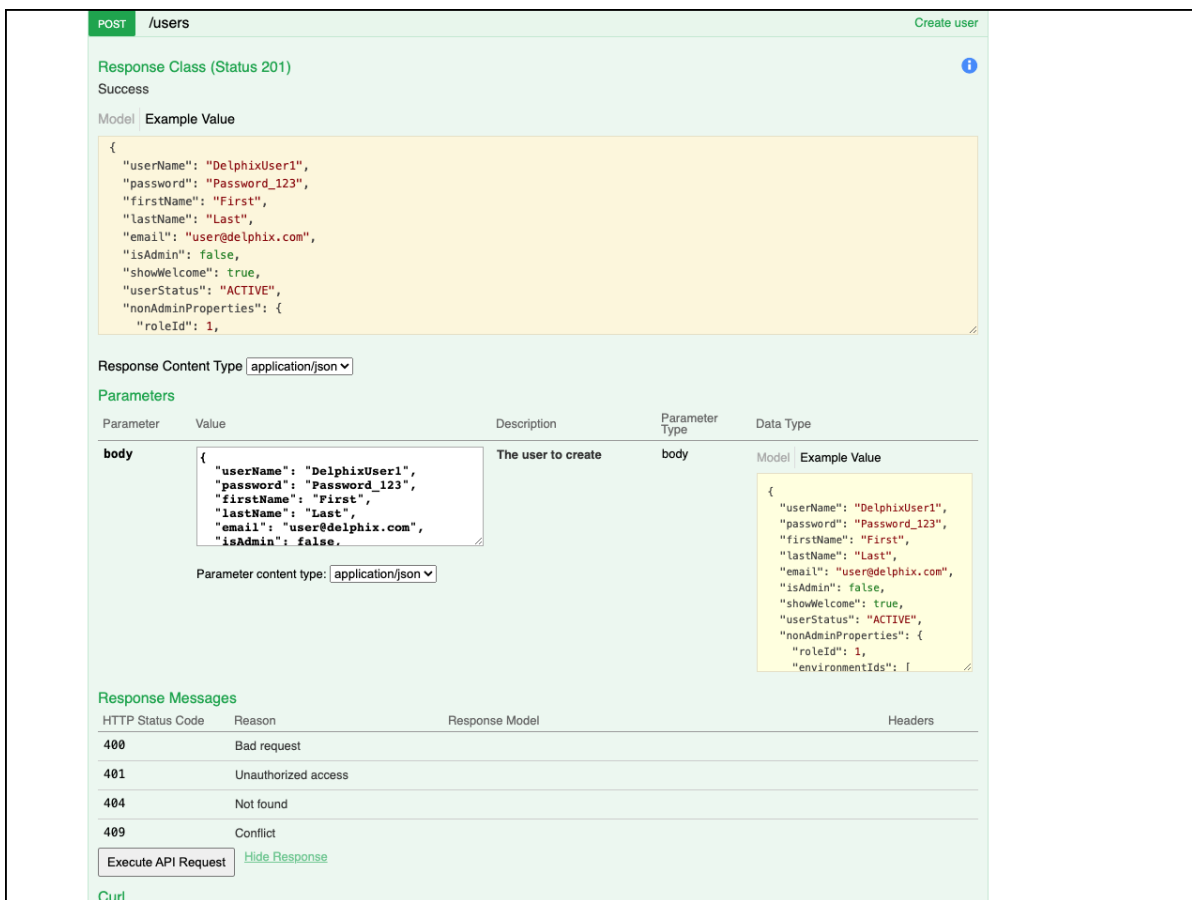 POST /users Create user
Response Class (Status 201)
Success
Model Example Value
{
  "userName": "DelphixUser1",
  "password": "Password_123",
  "firstName": "First",
  "lastName": "Last",
  "email": "user@delphix.com",
  "isAdmin": false,
  "showWelcome": true,
  "userStatus": "ACTIVE",
  "nonAdminProperties": {
    "roleId": 1,
Response Content Type application/json
Parameters
Parameter Value Description Parameter Type Data Type
body
{
  "userName": "DelphixUser1",
  "password": "Password_123",
  "firstName": "First",
  "lastName": "Last",
  "email": "user@delphix.com",
  "isAdmin": false,
Parameter content type: application/json
The user to create
body
Model Example Value
{
  "userName": "DelphixUser1",
  "password": "Password_123",
  "firstName": "First",
  "lastName": "Last",
  "email": "user@delphix.com",
  "isAdmin": false,
  "showWelcome": true,
  "userStatus": "ACTIVE",
  "nonAdminProperties": {
    "roleId": 1,
    "environmentIds": [
Response Messages
HTTP Status Code Reason Response Model Headers
400 Bad request
401 Unauthorized access
404 Not found
409 Conflict
Execute API Request Hide Response
Curl